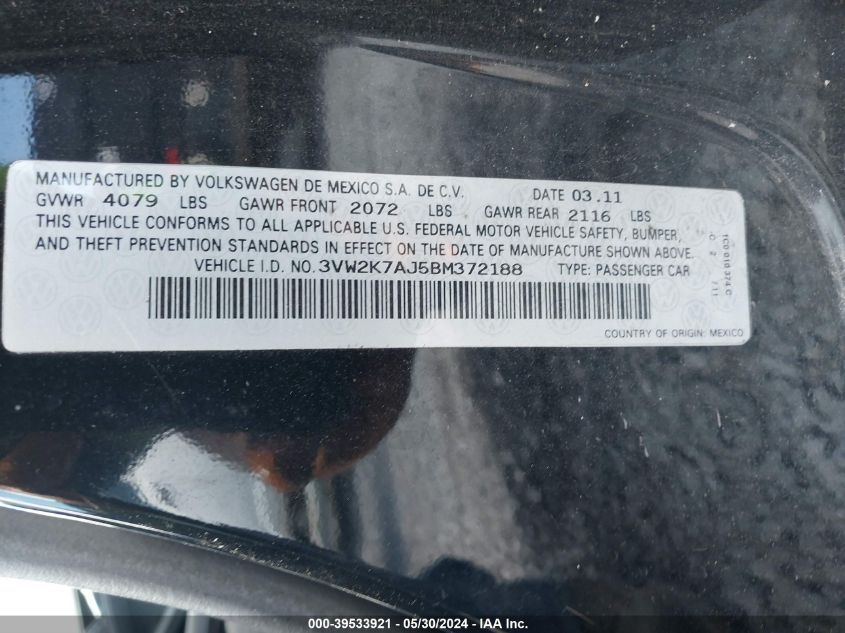 MANUFACTURED BY VOLKSWAGEN DE MEXICO S.A. DE C.V. DATE 03.11
GVWR 4079 LBS GAWR FRONT 2072 LBS GAWR REAR 2116 LBS
THIS VEHICLE CONFORMS TO ALL APPLICABLE U.S. FEDERAL MOTOR VEHICLE SAFETY, BUMPER,
AND THEFT PREVENTION STANDARDS IN EFFECT ON THE DATE OF MANUFACTURE SHOWN ABOVE.
VEHICLE I.D. NO. 3VW2K7AJ5BM372188 TYPE: PASSENGER CAR
COUNTRY OF ORIGIN: MEXICO
1C0 010 374 C
000-39533921 / 05/30/2024 / IAA Inc.